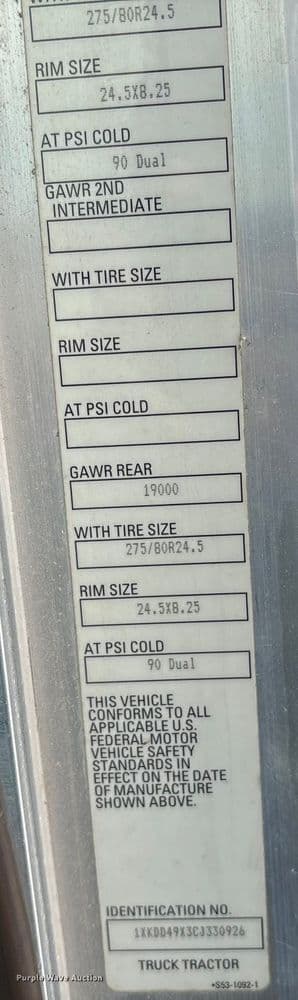 275/80R24.5
RIM SIZE
24.5X8.25
AT PSI COLD
90 Dual
GAWR 2ND
INTERMEDIATE
WITH TIRE SIZE
RIM SIZE
AT PSI COLD
GAWR REAR
19000
WITH TIRE SIZE
275/80R24.5
RIM SIZE
24.5X8.25
AT PSI COLD
90 Dual
THIS VEHICLE
CONFORMS TO ALL
APPLICABLE U.S.
FEDERAL MOTOR
VEHICLE SAFETY
STANDARDS IN
EFFECT ON THE DATE
OF MANUFACTURE
SHOWN ABOVE.
IDENTIFICATION NO.
1XKDD49X3CJ330926
TRUCK TRACTOR
•S53-1092-1
Purple Wave Auction